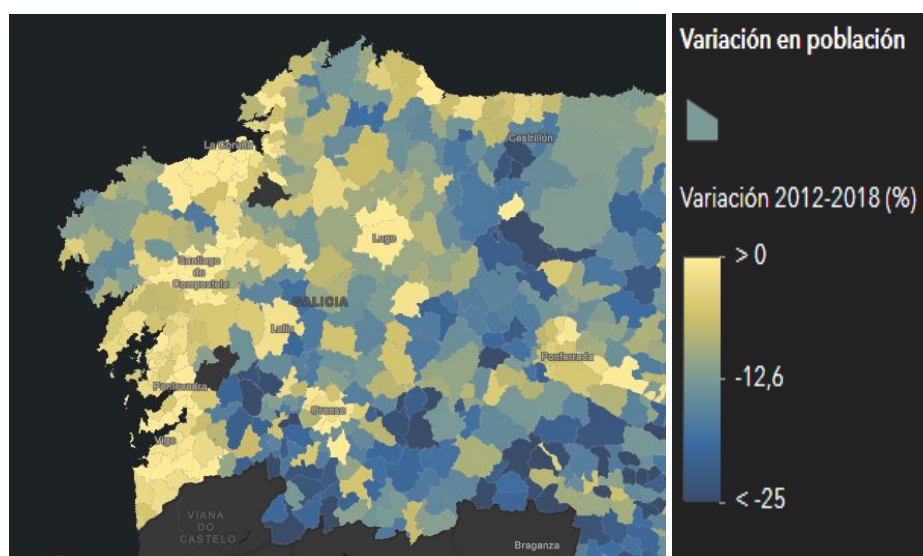 La Coruña
Castrillón
Lugo
Santiago
de
Compostela
GALICIA
Lalín
Ponferrada
Pontevedra
Orense
Vigo
VIANA
DO
CASTELO
Braganza
Variación en población
Variación 2012-2018 (%)
> 0
-12,6
< -25